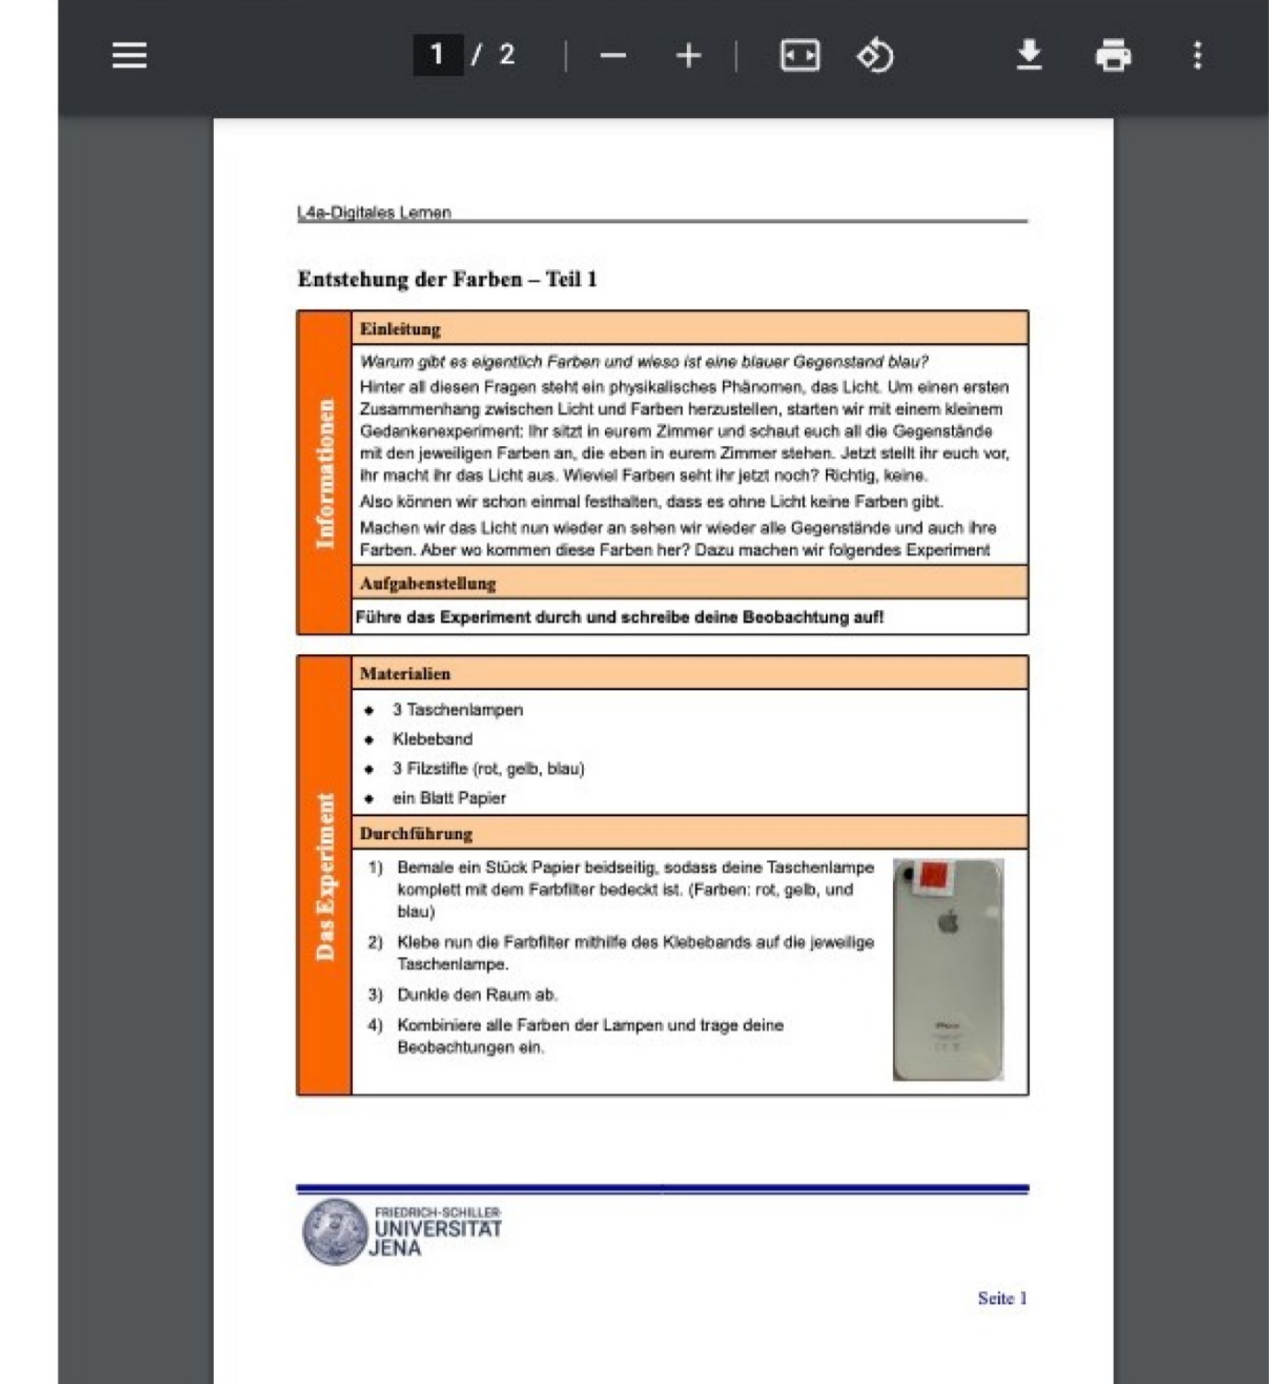 1 / 2
L4a-Digitales Lernen
Entstehung der Farben – Teil 1
Informationen
Einleitung
Warum gibt es eigentlich Farben und wieso ist eine blauer Gegenstand blau?
Hinter all diesen Fragen steht ein physikalisches Phänomen, das Licht. Um einen ersten
Zusammenhang zwischen Licht und Farben herzustellen, starten wir mit einem kleinem
Gedankenexperiment: Ihr sitzt in eurem Zimmer und schaut euch all die Gegenstände
mit den jeweiligen Farben an, die eben in eurem Zimmer stehen. Jetzt stellt ihr euch vor,
ihr macht ihr das Licht aus. Wieviel Farben seht ihr jetzt noch? Richtig, keine.
Also können wir schon einmal festhalten, dass es ohne Licht keine Farben gibt.
Machen wir das Licht nun wieder an sehen wir wieder alle Gegenstände und auch ihre
Farben. Aber wo kommen diese Farben her? Dazu machen wir folgendes Experiment
Aufgabenstellung
Führe das Experiment durch und schreibe deine Beobachtung auf!
Das Experiment
Materialien
◆ 3 Taschenlampen
◆ Klebeband
◆ 3 Filzstifte (rot, gelb, blau)
◆ ein Blatt Papier
Durchführung
1) Bemale ein Stück Papier beidseitig, sodass deine Taschenlampe
komplett mit dem Farbfilter bedeckt ist. (Farben: rot, gelb, und
blau)
2) Klebe nun die Farbfilter mithilfe des Klebebands auf die jeweilige
Taschenlampe.
3) Dunkle den Raum ab.
4) Kombiniere alle Farben der Lampen und trage deine
Beobachtungen ein.
iPhone
FRIEDRICH-SCHILLER-
UNIVERSITÄT
JENA
Seite 1